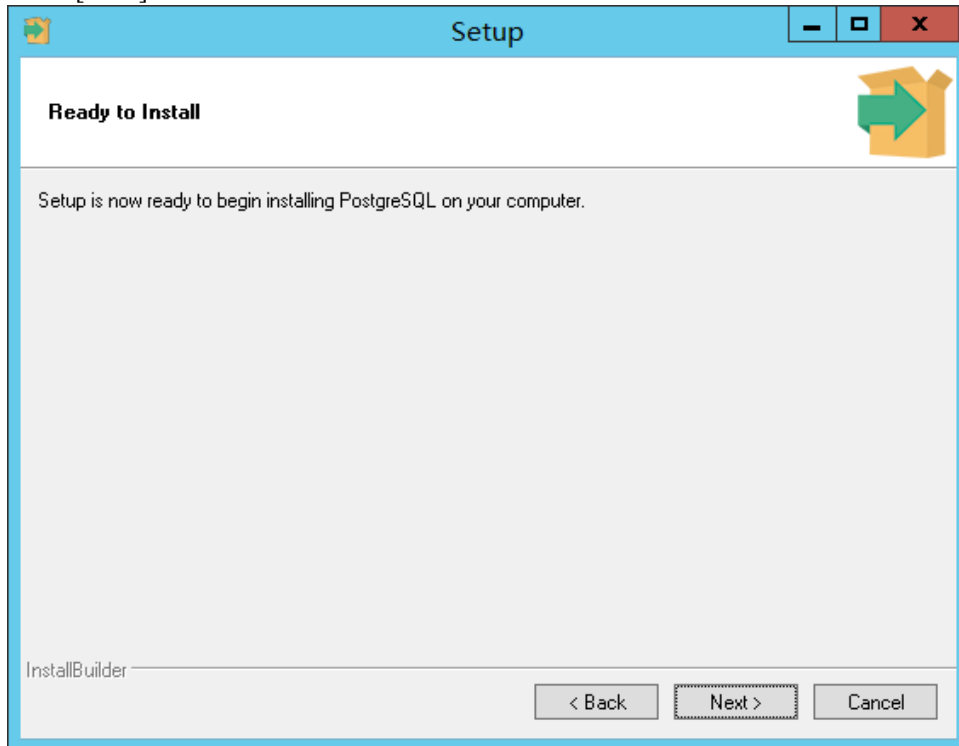 Setup
Ready to Install
Setup is now ready to begin installing PostgreSQL on your computer.
InstallBuilder
< Back
Next >
Cancel